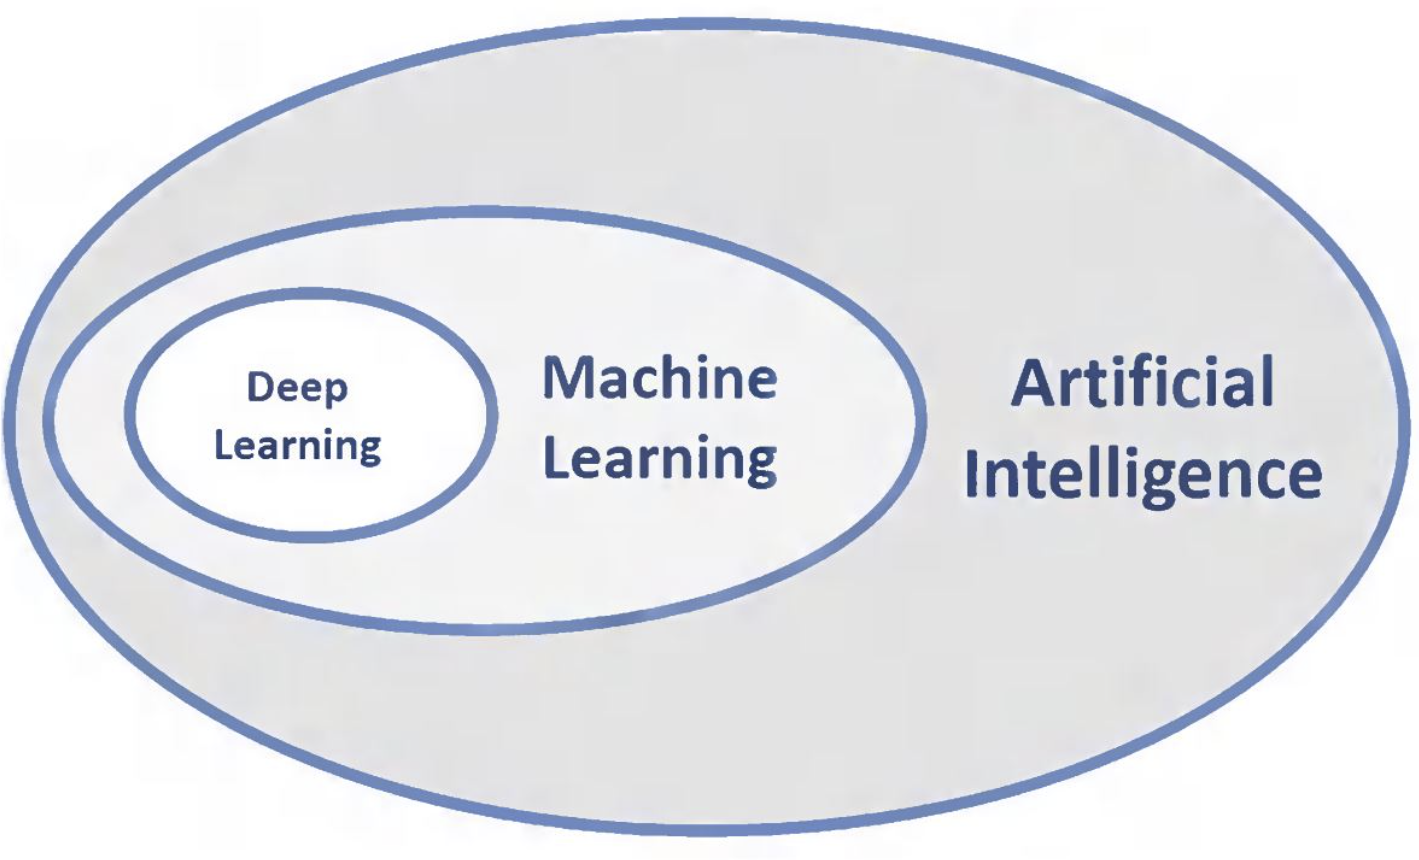 Deep
Learning
Machine
Learning
Artificial
Intelligence